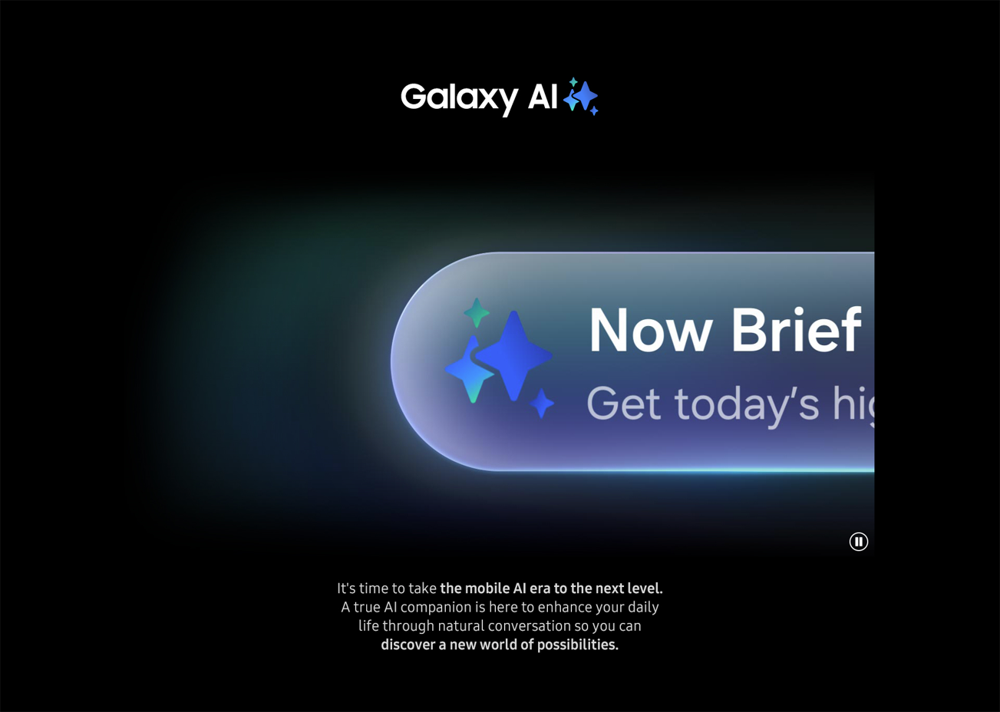 Galaxy AI
Now Brief
Get today’s
It's time to take the mobile AI era to the next level.
A true AI companion is here to enhance your daily
life through natural conversation so you can
discover a new world of possibilities.